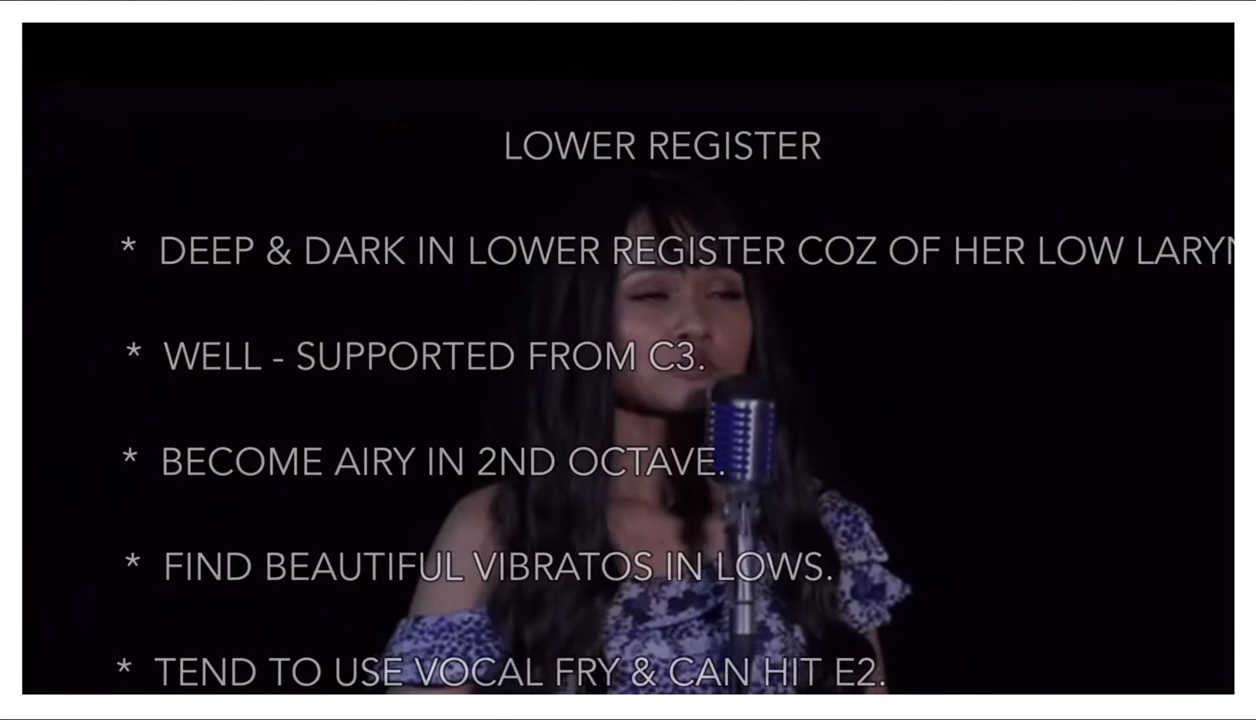 LOWER REGISTER
* DEEP & DARK IN LOWER REGISTER COZ OF HER LOW
* WELL - SUPPORTED FROM C3.
* BECOME AIRY IN 2ND OCTAVE.
* FIND BEAUTIFUL VIBRATOS IN LOWS.
* TEND TO USE VOCAL FRY & CAN HIT E2.